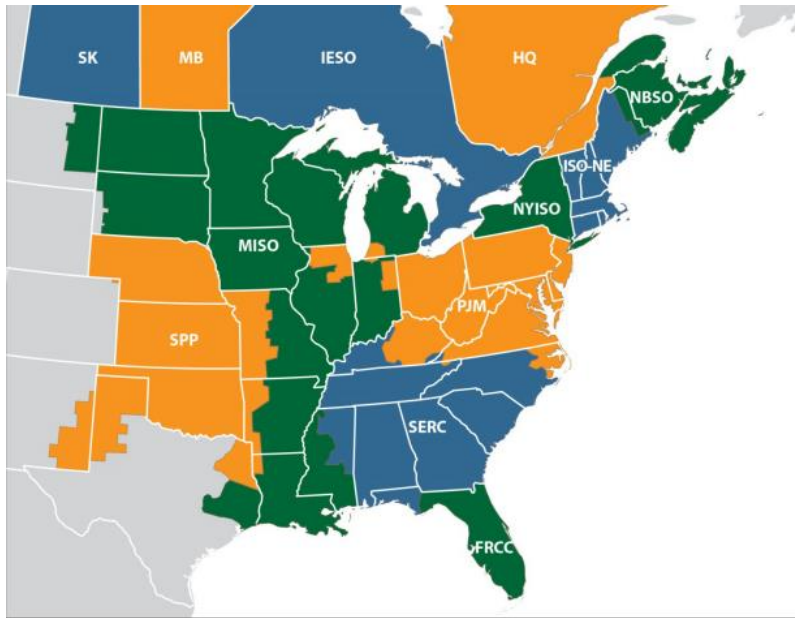 SK
MB
IESO
HQ
NBSO
ISO-NE
NYISO
MISO
PJM
SPP
SERC
FRCC